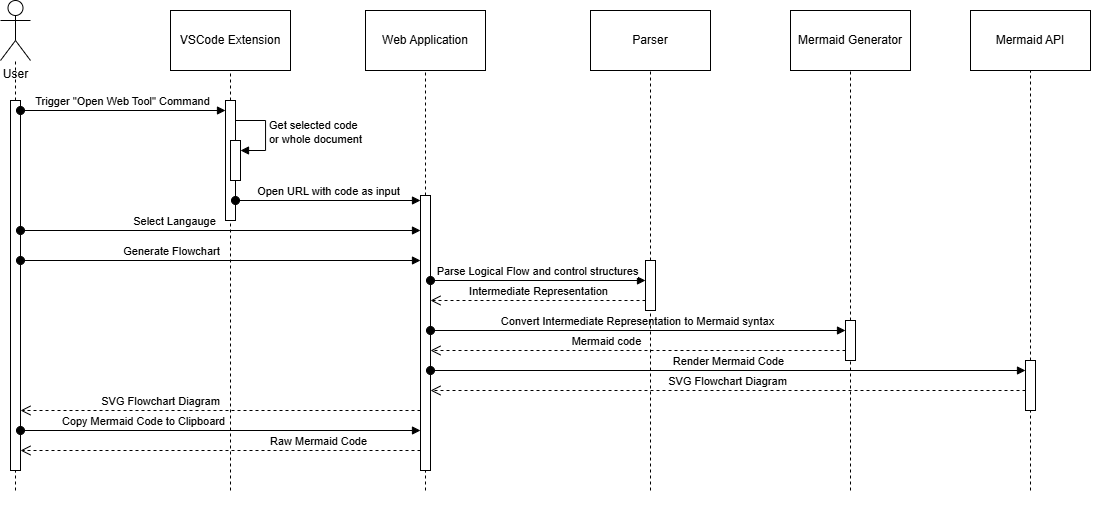 VSCode Extension
Web Application
Parser
Mermaid Generator
Mermaid API
User
Trigger "Open Web Tool" Command
Get selected code
or whole document
Open URL with code as input
Select Langauge
Generate Flowchart
Parse Logical Flow and control structures
Intermediate Representation
Convert Intermediate Representation to Mermaid syntax
Mermaid code
Render Mermaid Code
SVG Flowchart Diagram
SVG Flowchart Diagram
Copy Mermaid Code to Clipboard
Raw Mermaid Code